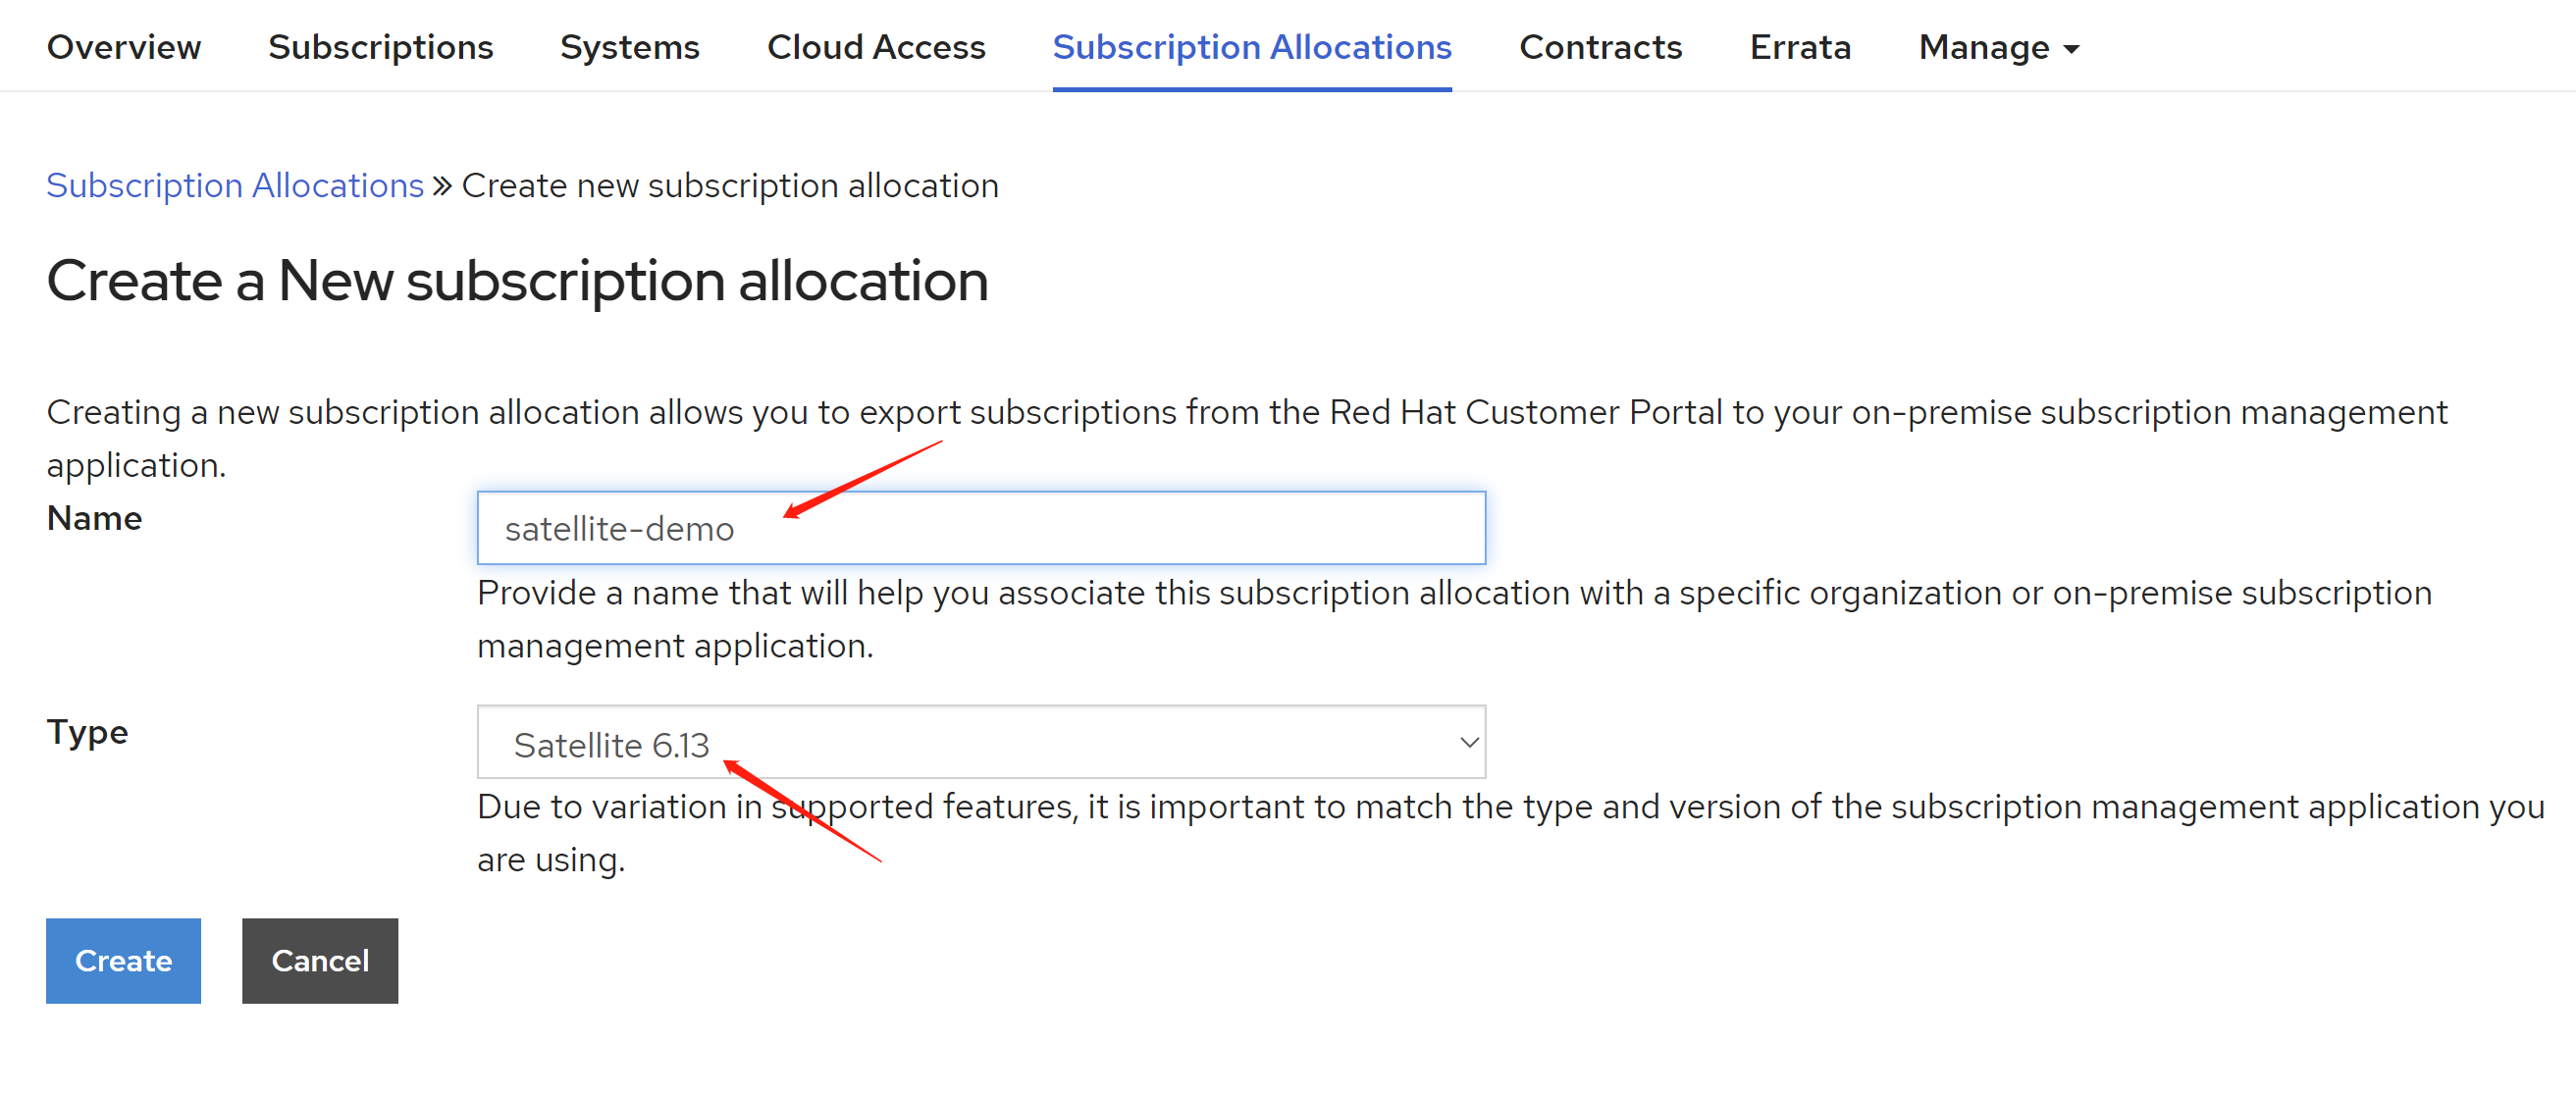 Overview Subscriptions Systems Cloud Access Subscription Allocations Contracts Errata Manage
Subscription Allocations » Create new subscription allocation
Create a New subscription allocation
Creating a new subscription allocation allows you to export subscriptions from the Red Hat Customer Portal to your on-premise subscription management
application.
Name
satellite-demo
Provide a name that will help you associate this subscription allocation with a specific organization or on-premise subscription
management application.
Type
Satellite 6.13
Due to variation in supported features, it is important to match the type and version of the subscription management application you
are using.
Create Cancel